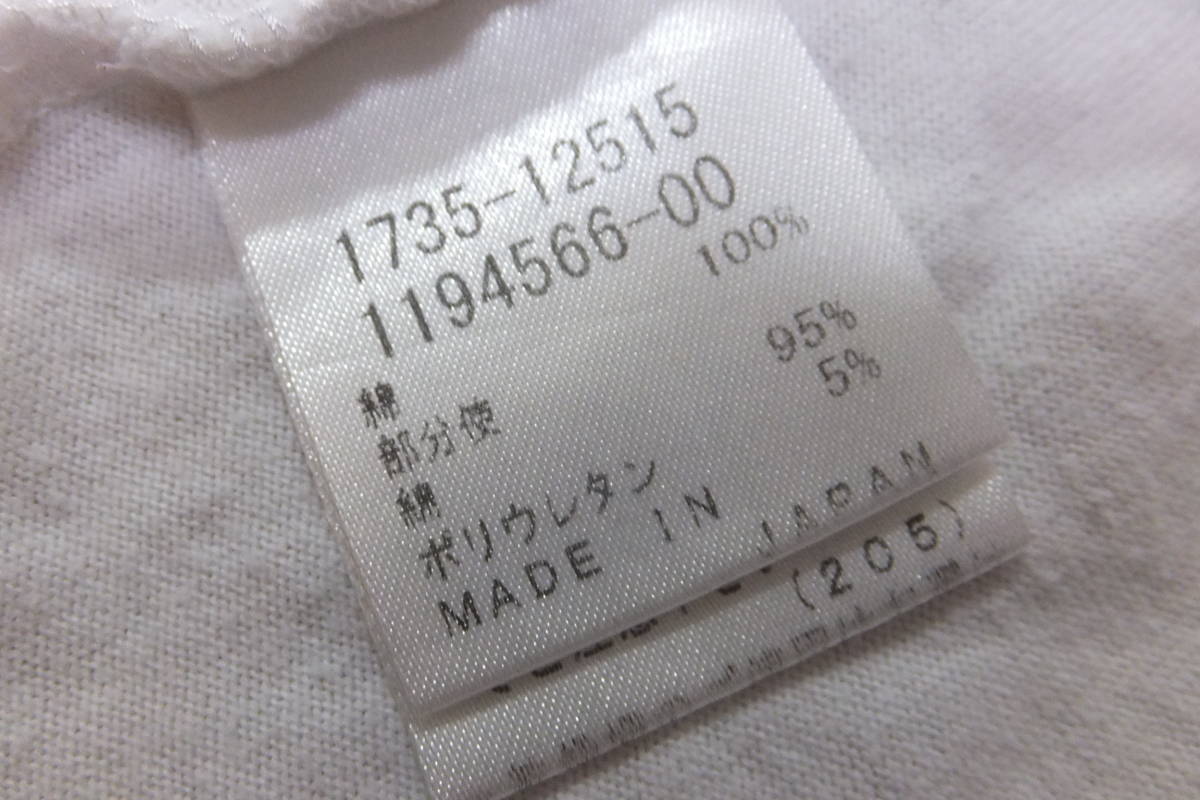 1735-12515
1194566-00
綿 100%
部分使
綿 95%
ポリウレタン 5%
MADE IN JAPAN
(205)